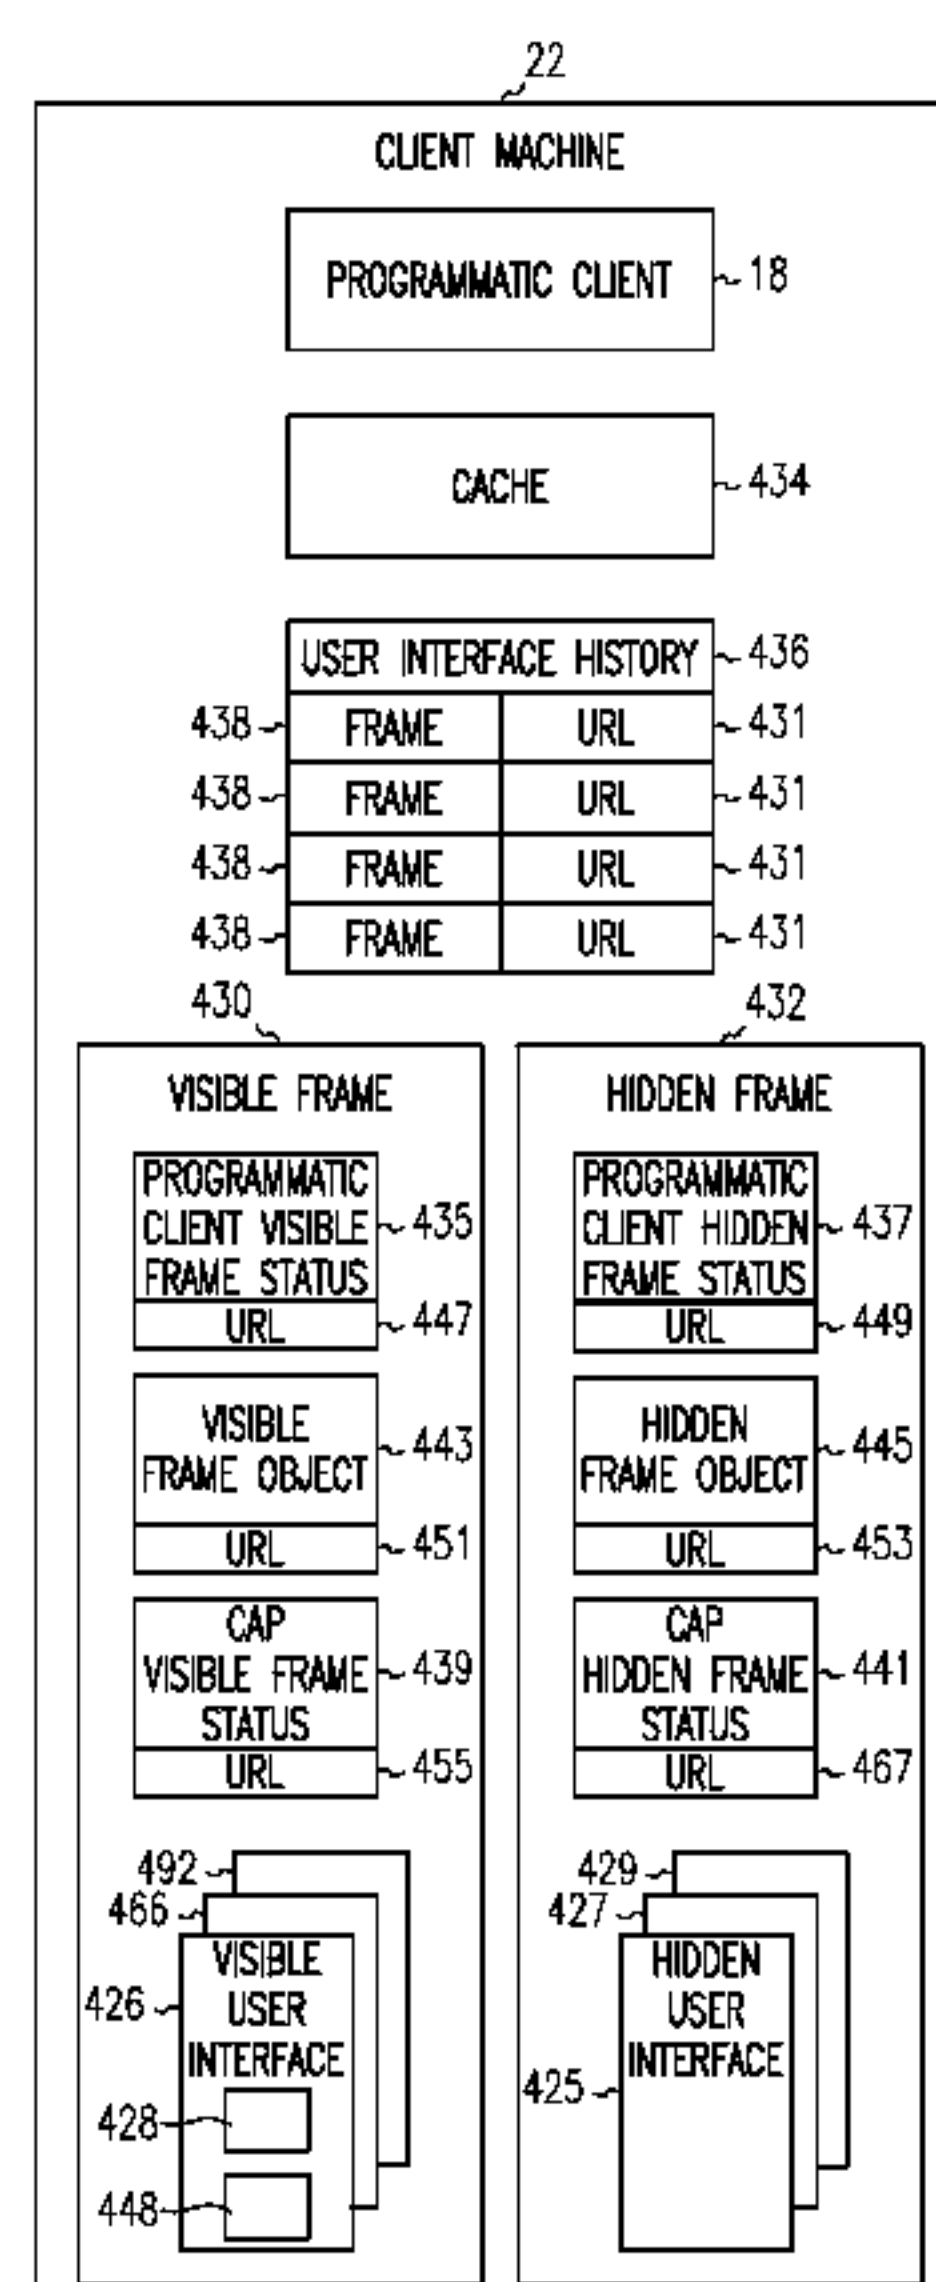 22
CLIENT MACHINE
PROGRAMMATIC CLIENT 18
CACHE 434
USER INTERFACE HISTORY 436
438 FRAME URL 431
438 FRAME URL 431
438 FRAME URL 431
438 FRAME URL 431
430
VISIBLE FRAME
PROGRAMMATIC
CLIENT VISIBLE 435
FRAME STATUS
URL 447
VISIBLE
FRAME OBJECT
443
URL 451
CAP
VISIBLE FRAME 439
STATUS
URL 455
492
466
VISIBLE
426 USER
INTERFACE
428
448
432
HIDDEN FRAME
PROGRAMMATIC
CLIENT HIDDEN 437
FRAME STATUS
URL 449
HIDDEN
FRAME OBJECT
445
URL 453
CAP
HIDDEN FRAME 441
STATUS
URL 467
429
427
HIDDEN
USER
INTERFACE
425